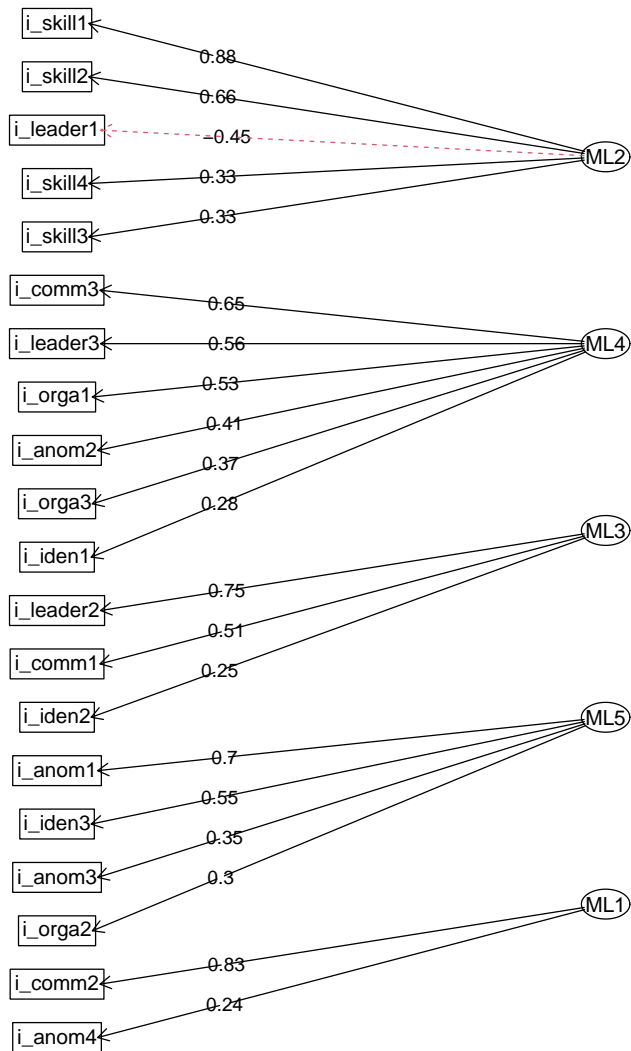 i_skill1
0.88
i_skill2
0.66
i_leader1
−0.45
ML2
i_skill4
0.33
i_skill3
0.33
i_comm3
0.65
i_leader3
0.56
ML4
i_orga1
0.53
i_anom2
0.41
i_orga3
0.37
i_iden1
0.28
ML3
i_leader2
0.75
i_comm1
0.51
i_iden2
0.25
ML5
i_anom1
0.7
i_iden3
0.55
i_anom3
0.35
i_orga2
0.3
ML1
i_comm2
0.83
i_anom4
0.24